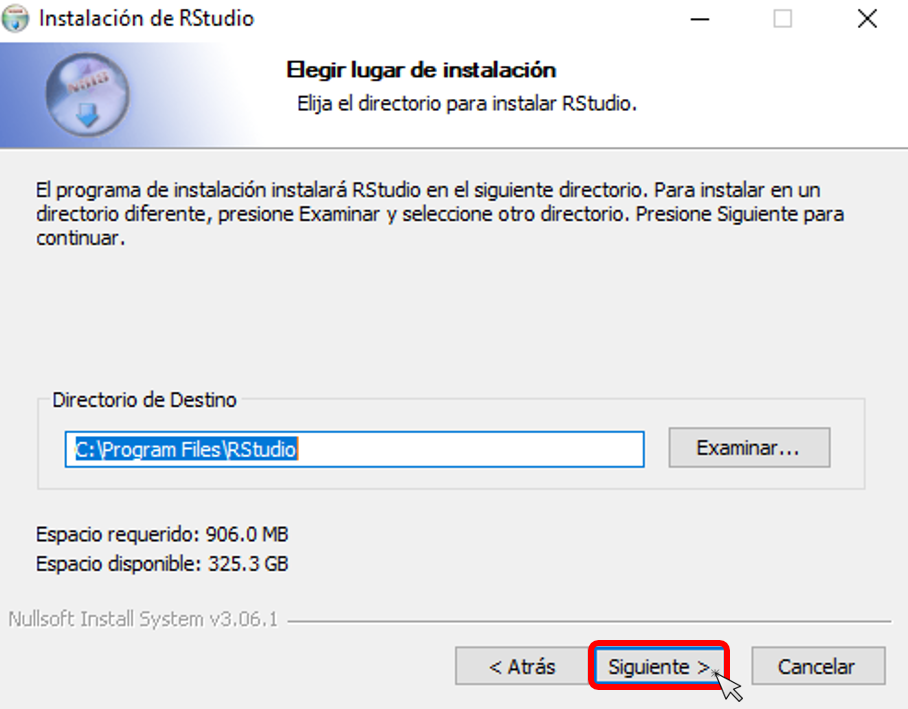 Instalación de RStudio
Elegir lugar de instalación
Elija el directorio para instalar RStudio.
El programa de instalación instalará RStudio en el siguiente directorio. Para instalar en un
directorio diferente, presione Examinar y seleccione otro directorio. Presione Siguiente para
continuar.
Directorio de Destino
C:\Program Files\RStudio
Examinar...
Espacio requerido: 906.0 MB
Espacio disponible: 325.3 GB
Nullsoft Install System v3.06.1
< Atrás
Siguiente >
Cancelar